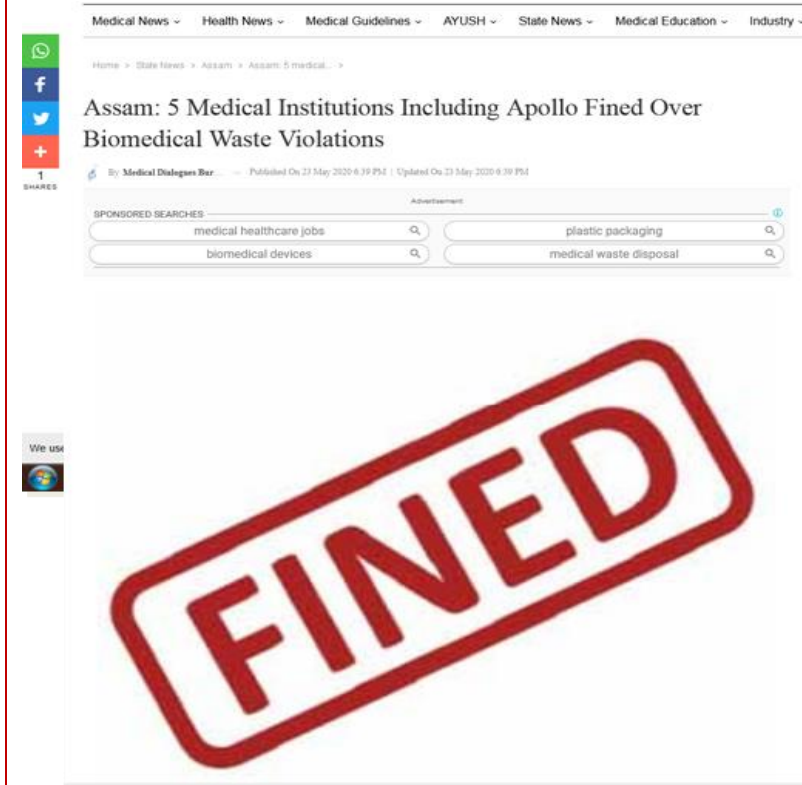 Medical News Health News Medical Guidelines AYUSH State News Medical Education Industry
Home > State News > Assam > Assam: 5 medical... >
Assam: 5 Medical Institutions Including Apollo Fined Over
Biomedical Waste Violations
By Medical Dialogues Bur... — Published On 23 May 2020 6:39 PM | Updated On 23 May 2020 6:39 PM
1
SHARES
Advertisement
SPONSORED SEARCHES
medical healthcare jobs
plastic packaging
biomedical devices
medical waste disposal
FINED
We use